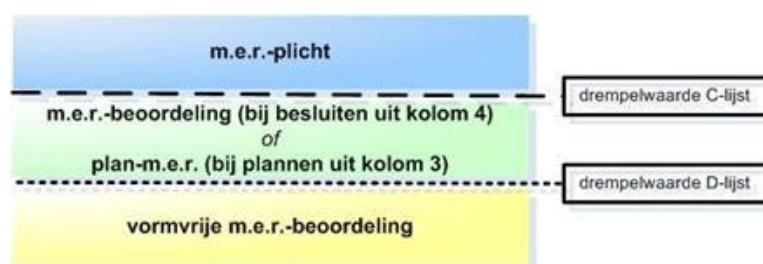 m.e.r.-plicht
drempelwaarde C-lijst
m.e.r.-beoordeling (bij besluiten uit kolom 4)
of
plan-m.e.r. (bij plannen uit kolom 3)
drempelwaarde D-lijst
vormvrije m.e.r.-beoordeling